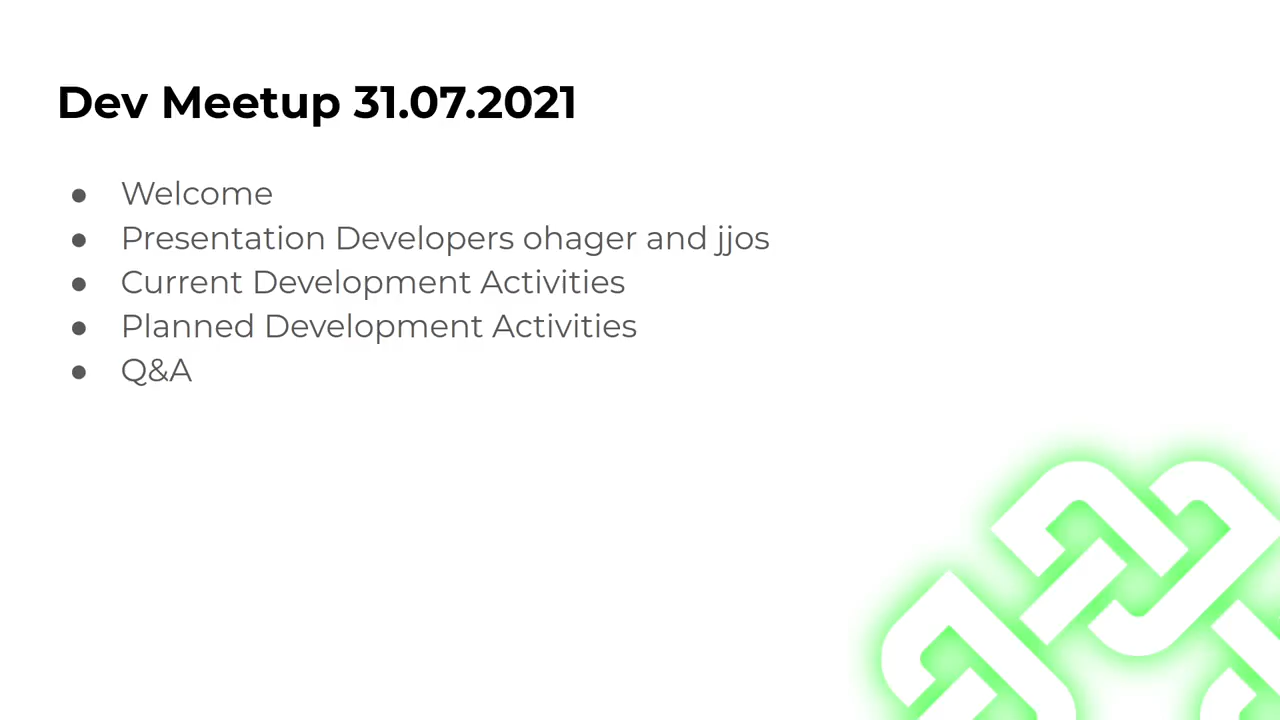 Dev Meetup 31.07.2021
● Welcome
● Presentation Developers ohager and jjos
● Current Development Activities
● Planned Development Activities
● Q&A